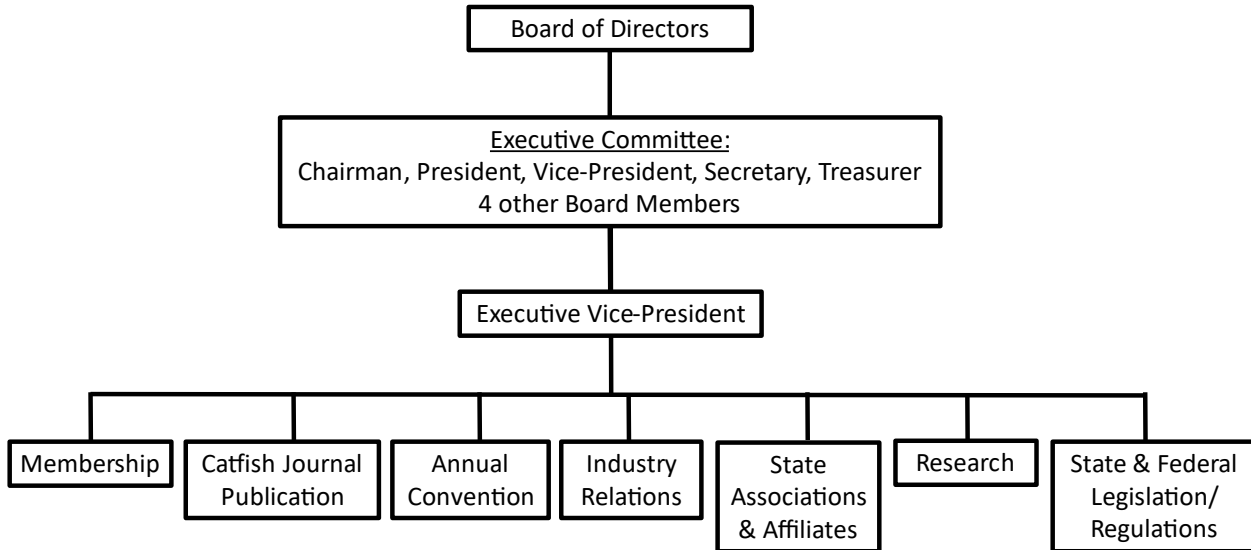 Board of Directors
Executive Committee:
Chairman, President, Vice-President, Secretary, Treasurer
4 other Board Members
Executive Vice-President
Membership
Catfish Journal
Publication
Annual
Convention
Industry
Relations
State
Associations
& Affiliates
Research
State & Federal
Legislation/
Regulations